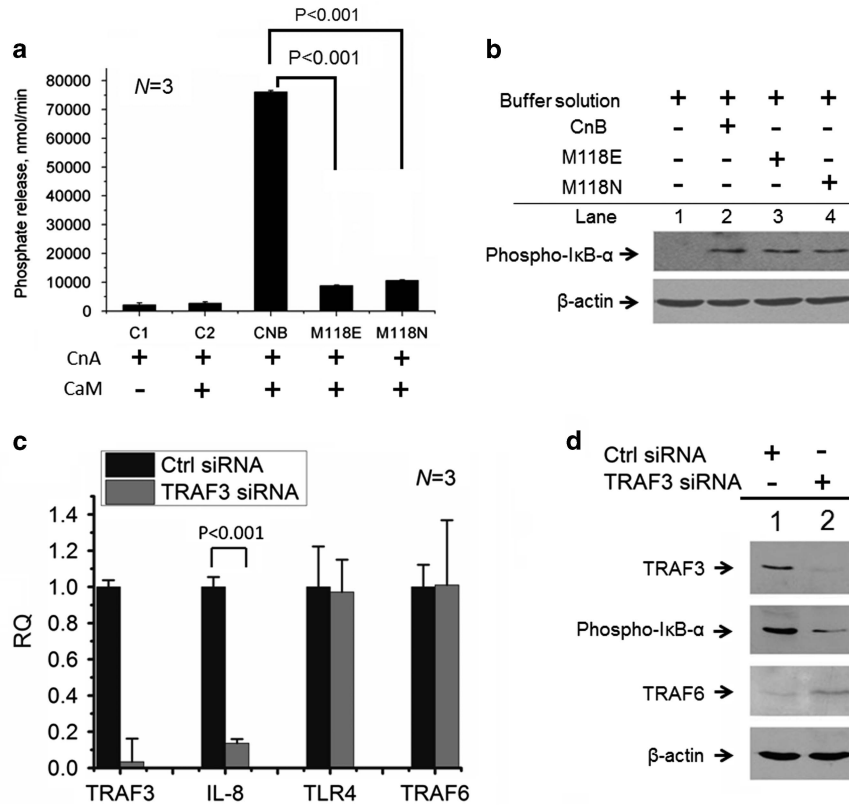 a
P<0.001
P<0.001
N=3
Phosphate release, nmol/min
80000
70000
60000
50000
40000
30000
20000
10000
0
C1 C2 CNB M118E M118N
CnA + + + + +
CaM - + + + +
b
Buffer solution + + + +
CnB - + - -
M118E - - + -
M118N - - - +
Lane 1 2 3 4
Phospho-IκB-α
β-actin
c
Ctrl siRNA
TRAF3 siRNA
N=3
P<0.001
RQ
1.4
1.2
1.0
0.8
0.6
0.4
0.2
0.0
TRAF3 IL-8 TLR4 TRAF6
d
Ctrl siRNA + -
TRAF3 siRNA - +
1 2
TRAF3
Phospho-IκB-α
TRAF6
β-actin